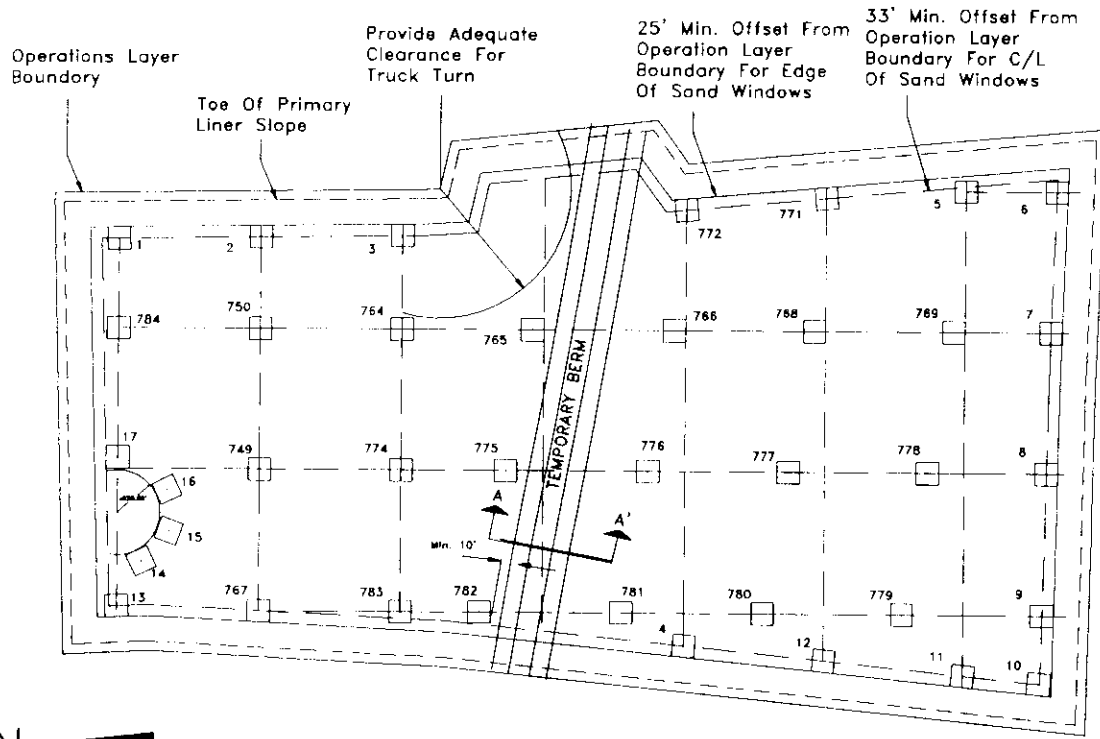 Operations Layer
Boundory
Toe Of Primary
Liner Slope
Provide Adequate
Clearance For
Truck Turn
25' Min. Offset From
Operation Layer
Boundary For Edge
Of Sand Windows
33' Min. Offset From
Operation Layer
Boundary For C/L
Of Sand Windows
1
2
3
772
771
5
6
784
750
764
765
766
768
769
7
17
749
774
775
776
777
778
8
16
15
14
TEMPORARY BERM
A
A'
Min. 10'
13
767
783
782
781
780
779
9
4
12
11
10